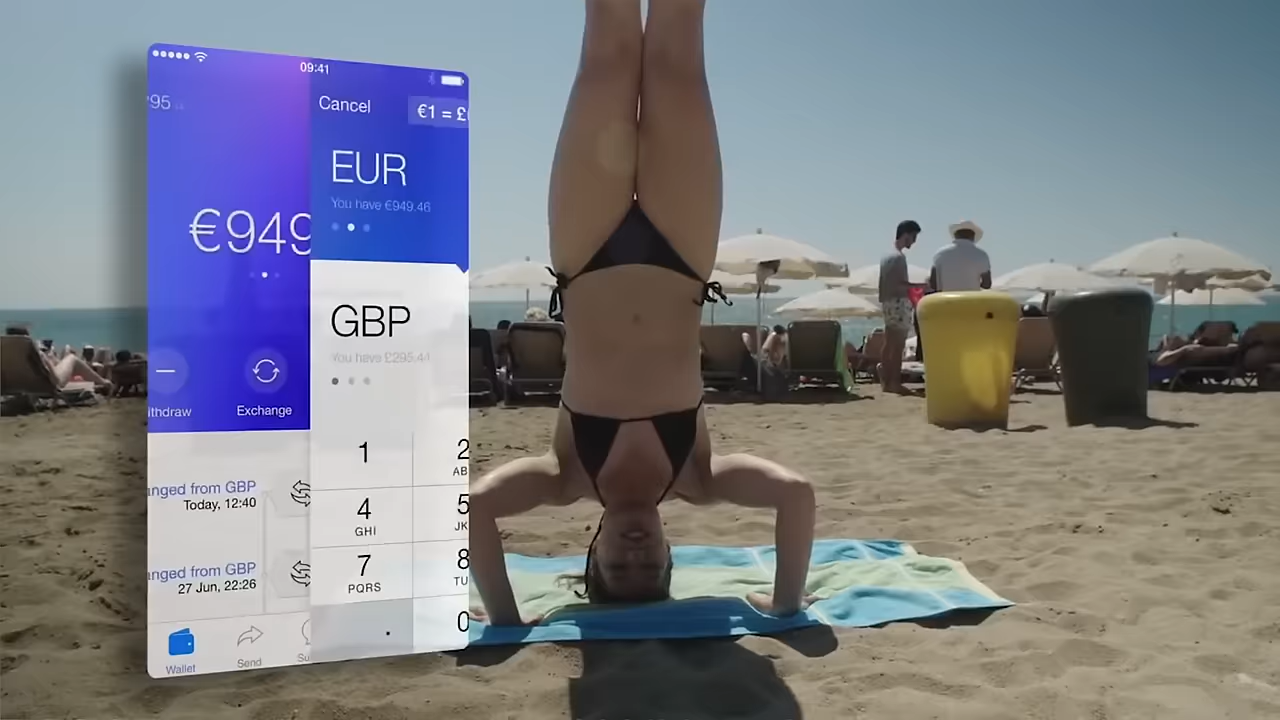 09:41
Cancel
€1 = £
EUR
You have €949.46
€949
GBP
You have £295.44
ithdraw
Exchange
1
2
AB
4
GHI
5
JK
7
PQRS
8
TU
.
0
anged from GBP
Today, 12:40
anged from GBP
27 Jun, 22:26
Wallet
Send